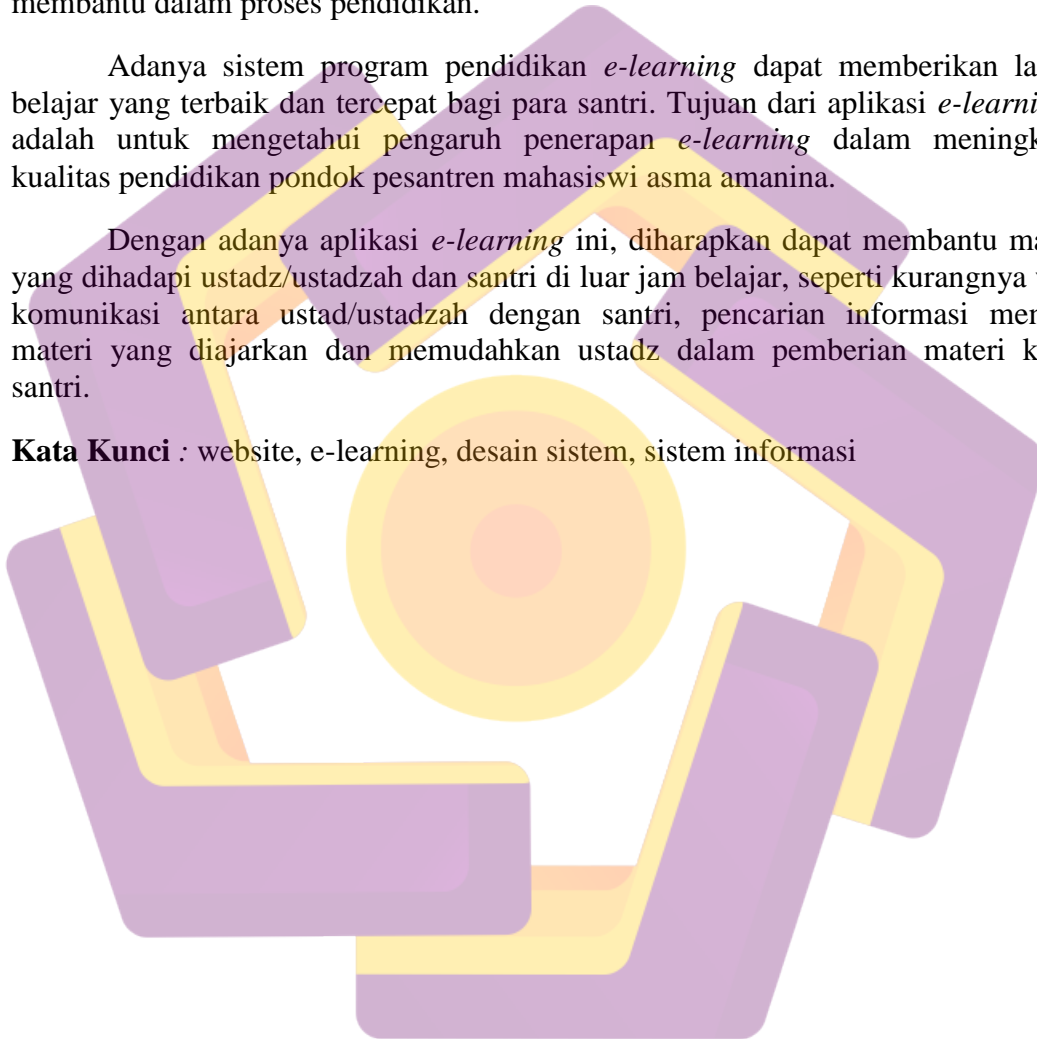 membantu dalam proses pendidikan.
Adanya sistem program pendidikan e-learning dapat memberikan la
belajar yang terbaik dan tercepat bagi para santri. Tujuan dari aplikasi e-learni
adalah untuk mengetahui pengaruh penerapan e-learning dalam meningk
kualitas pendidikan pondok pesantren mahasiswi asma amanina.
Dengan adanya aplikasi e-learning ini, diharapkan dapat membantu ma
yang dihadapi ustadz/ustadzah dan santri di luar jam belajar, seperti kurangnya
komunikasi antara ustad/ustadzah dengan santri, pencarian informasi men
materi yang diajarkan dan memudahkan ustadz dalam pemberian materi k
santri.
Kata Kunci : website, e-learning, desain sistem, sistem informasi